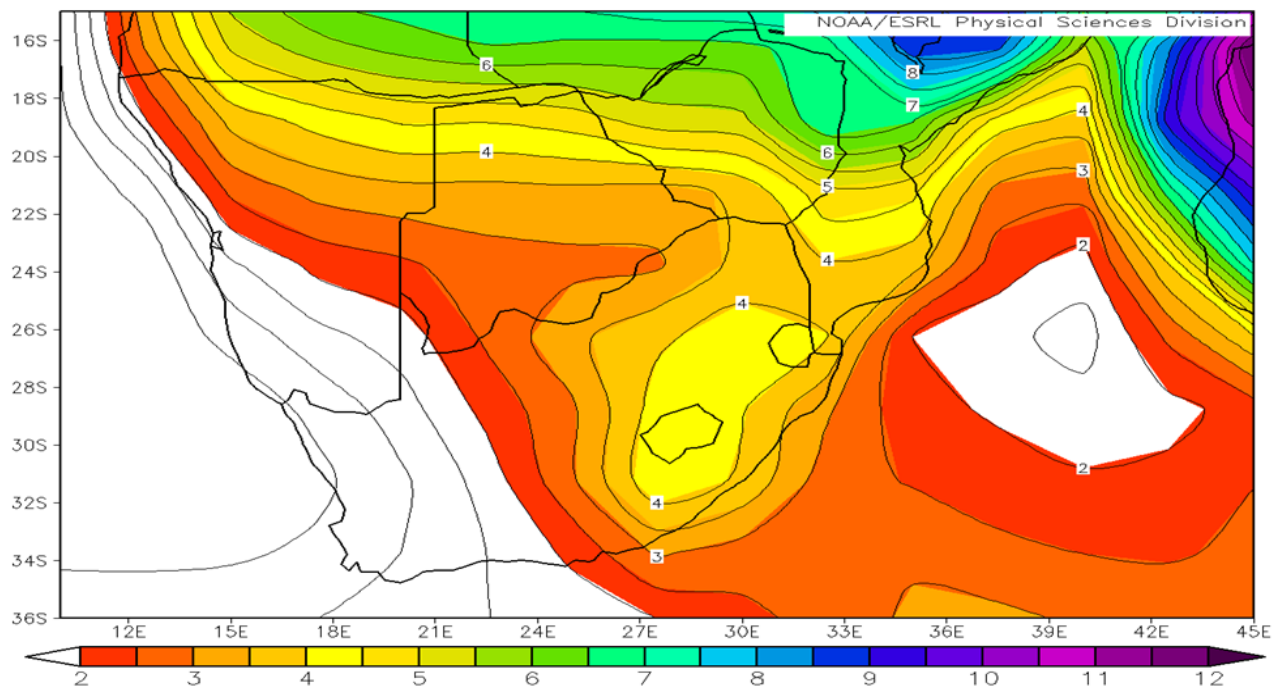 NOAA/ESRL Physical Sciences Division
16S
6
8
18S
7
4
20S
4
6
3
5
22S
2
4
24S
4
26S
28S
30S
2
32S
4
34S
3
36S
12E 15E 18E 21E 24E 27E 30E 33E 36E 39E 42E 45E
2 3 4 5 6 7 8 9 10 11 12